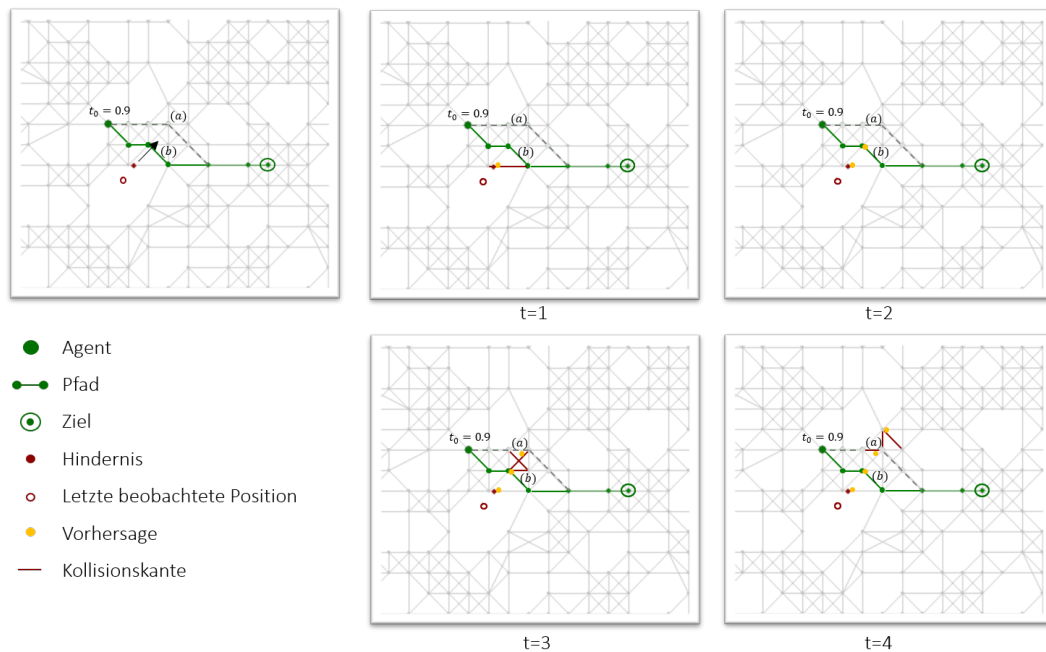 t₀ = 0.9
(a)
(b)
t₀ = 0.9
(a)
(b)
t₀ = 0.9
(a)
(b)
t=1
t=2
Agent
Pfad
Ziel
Hindernis
Letzte beobachtete Position
Vorhersage
Kollisionskante
t₀ = 0.9
(a)
(b)
t₀ = 0.9
(a)
(b)
t=3
t=4